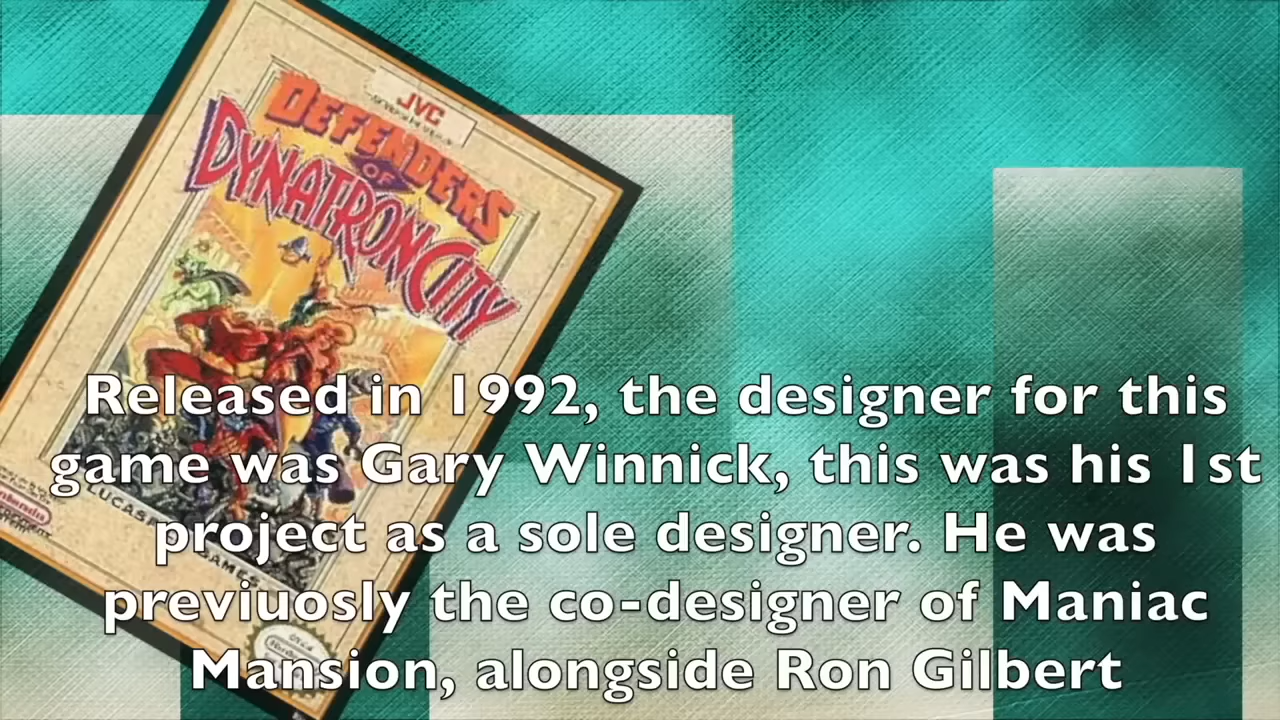 JVC
DEFENDERS
OF
DYNATRON CITY
Released in 1992, the designer for this
game was Gary Winnick, this was his 1st
project as a sole designer. He was
previuosly the co-designer of Maniac
Mansion, alongside Ron Gilbert